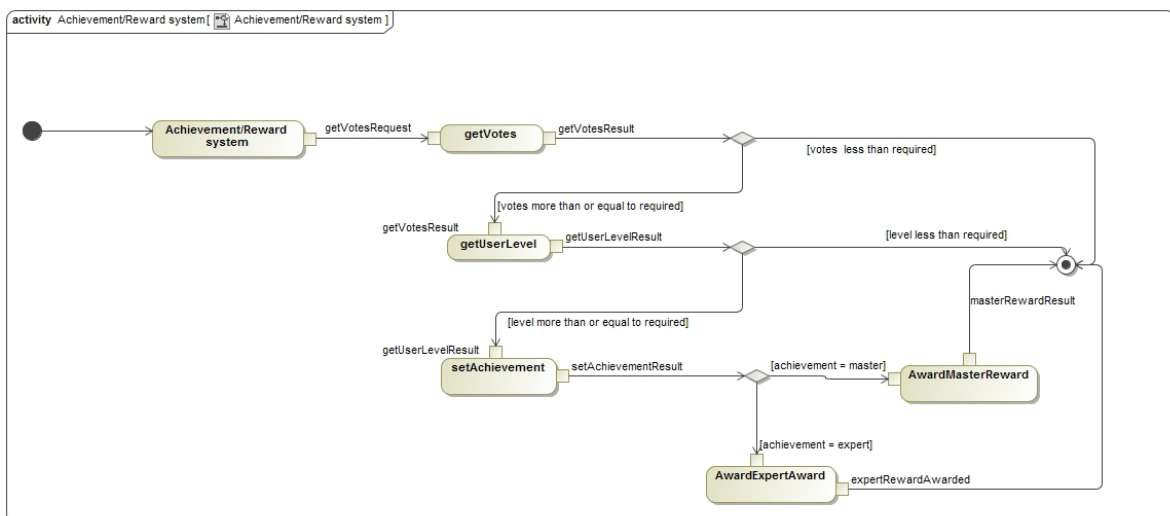 activity Achievement/Reward system[ Achievement/Reward system ]
Achievement/Reward
system
getVotesRequest
getVotes
getVotesResult
[votes  less than required]
[votes more than or equal to required]
getVotesResult
getUserLevel
getUserLevelResult
[level less than required]
masterRewardResult
[level more than or equal to required]
getUserLevelResult
setAchievement
setAchievementResult
[achievement = master]
AwardMasterReward
[achievement = expert]
AwardExpertAward
expertRewardAwarded